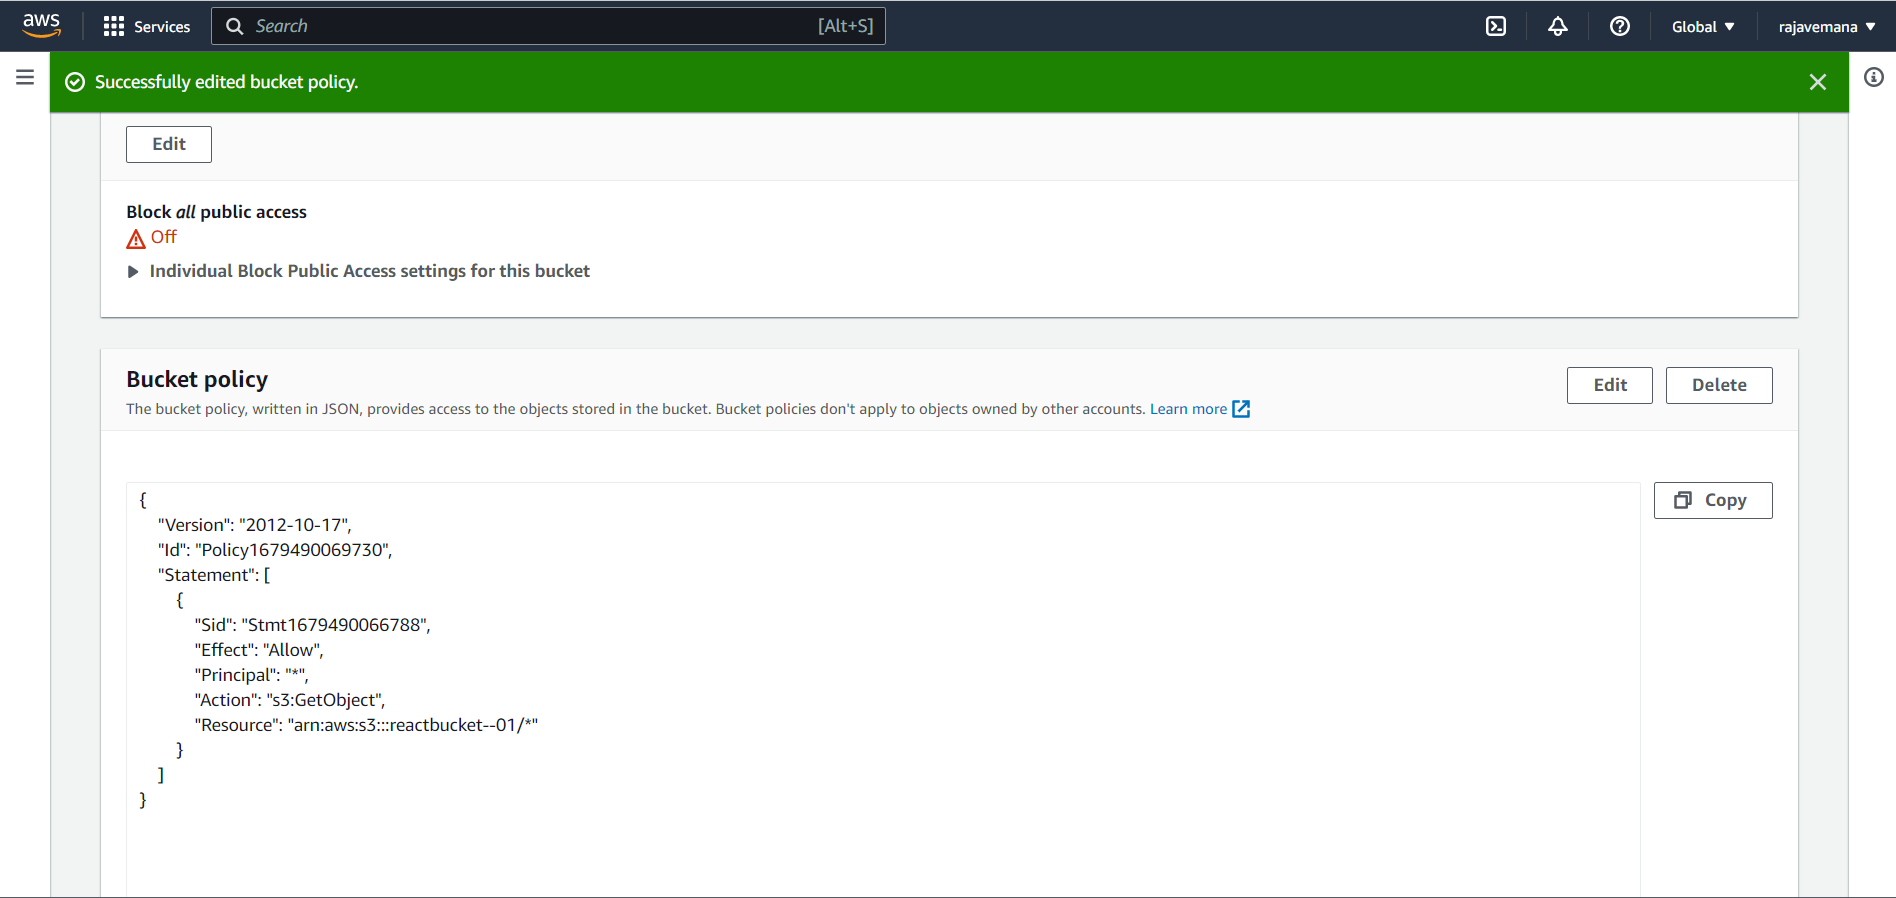 aws Services Search [Alt+S] Global rajavemana
Successfully edited bucket policy.
Edit
Block all public access
Off
Individual Block Public Access settings for this bucket
Bucket policy
Edit Delete
The bucket policy, written in JSON, provides access to the objects stored in the bucket. Bucket policies don't apply to objects owned by other accounts. Learn more
Copy
{
"Version": "2012-10-17",
"Id": "Policy1679490069730",
"Statement": [
{
"Sid": "Stmt1679490066788",
"Effect": "Allow",
"Principal": "*",
"Action": "s3:GetObject",
"Resource": "arn:aws:s3:::reactbucket--01/*"
}
]
}